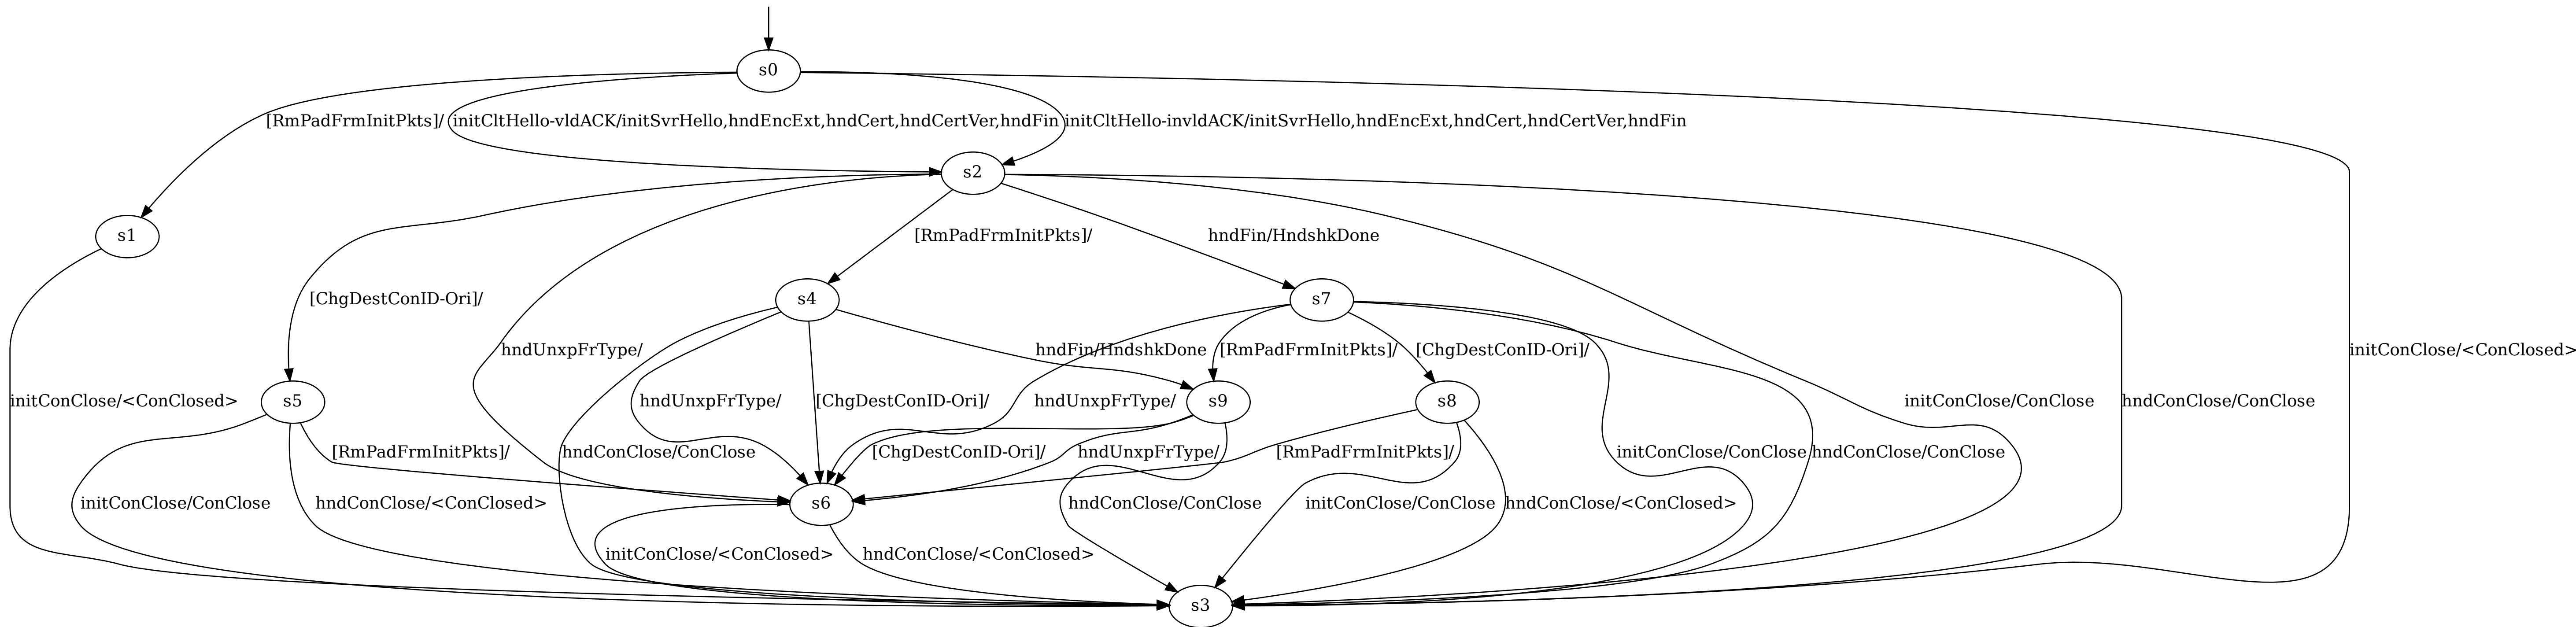 s0
[RmPadFrmInitPkts]/
initCltHello-vldACK/initSvrHello,hndEncExt,hndCert,hndCertVer,hndFin
initCltHello-invldACK/initSvrHello,hndEncExt,hndCert,hndCertVer,hndFin
s2
s1
[RmPadFrmInitPkts]/
hndFin/HndshkDone
[ChgDestConID-Ori]/
s4
s7
hndUnxpFrType/
hndFin/HndshkDone
[RmPadFrmInitPkts]/
[ChgDestConID-Ori]/
initConClose/<ConClosed>
initConClose/<ConClosed>
s5
hndUnxpFrType/
[ChgDestConID-Ori]/
hndUnxpFrType/
s9
s8
initConClose/ConClose
hndConClose/ConClose
[RmPadFrmInitPkts]/
hndConClose/ConClose
[ChgDestConID-Ori]/
hndUnxpFrType/
[RmPadFrmInitPkts]/
initConClose/ConClose
hndConClose/ConClose
initConClose/ConClose
hndConClose/<ConClosed>
s6
hndConClose/ConClose
initConClose/ConClose
hndConClose/<ConClosed>
initConClose/<ConClosed>
hndConClose/<ConClosed>
s3